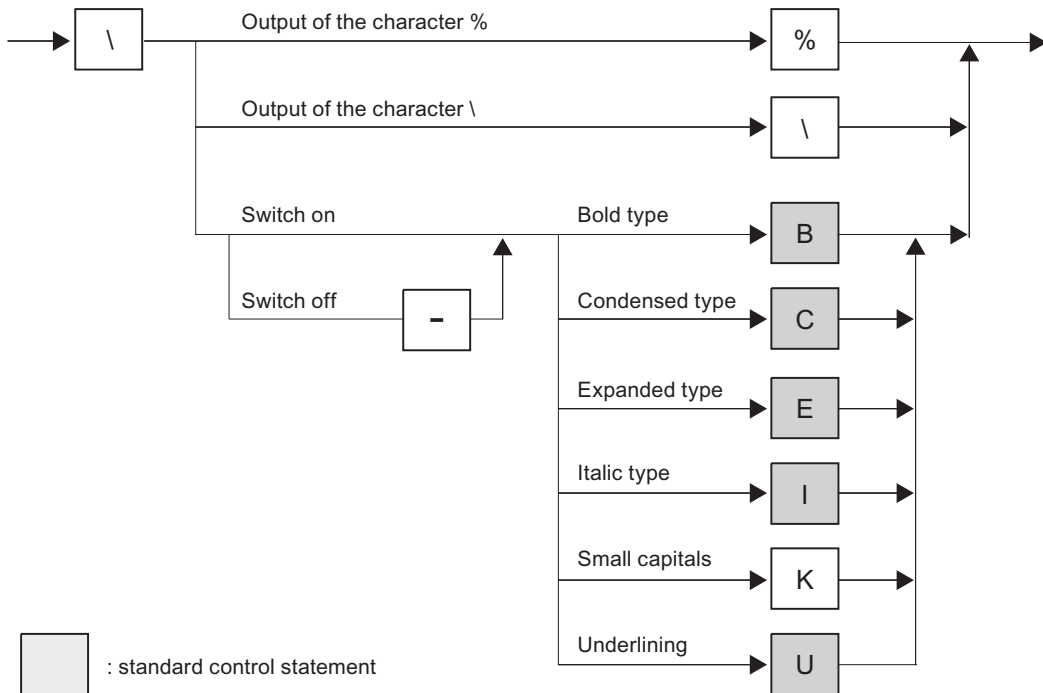 \ Output of the character % %
Output of the character \ \
Switch on Bold type B
Switch off - Condensed type C
Expanded type E
Italic type I
Small capitals K
Underlining U
: standard control statement